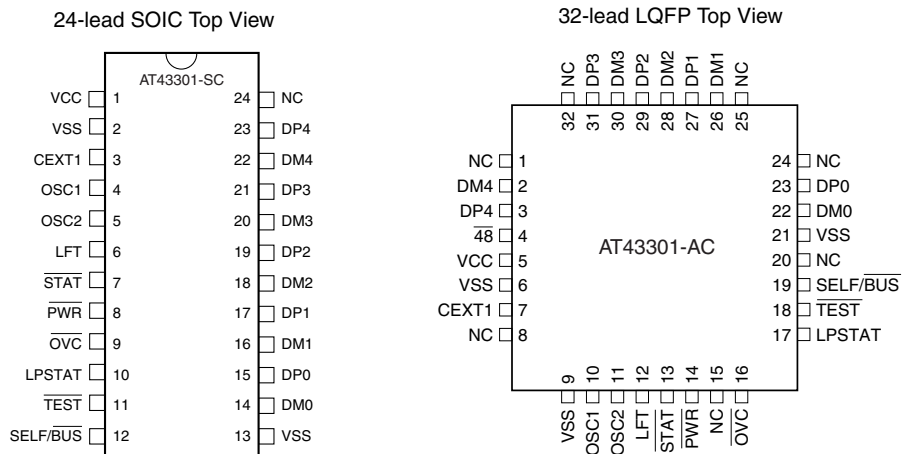 24-lead SOIC Top View
AT43301-SC
VCC 1 24 NC
VSS 2 23 DP4
CEXT1 3 22 DM4
OSC1 4 21 DP3
OSC2 5 20 DM3
LFT 6 19 DP2
STAT 7 18 DM2
PWR 8 17 DP1
OVC 9 16 DM1
LPSTAT 10 15 DP0
TEST 11 14 DM0
SELF/BUS 12 13 VSS
32-lead LQFP Top View
NC DP3 DM3 DP2 DM2 DP1 DM1 NC
32 31 30 29 28 27 26 25
NC 1 24 NC
DM4 2 23 DP0
DP4 3 22 DM0
48 4 21 VSS
AT43301-AC
VCC 5 20 NC
VSS 6 19 SELF/BUS
CEXT1 7 18 TEST
NC 8 17 LPSTAT
9 10 11 12 13 14 15 16
VSS OSC1 OSC2 LFT STAT PWR NC OVC